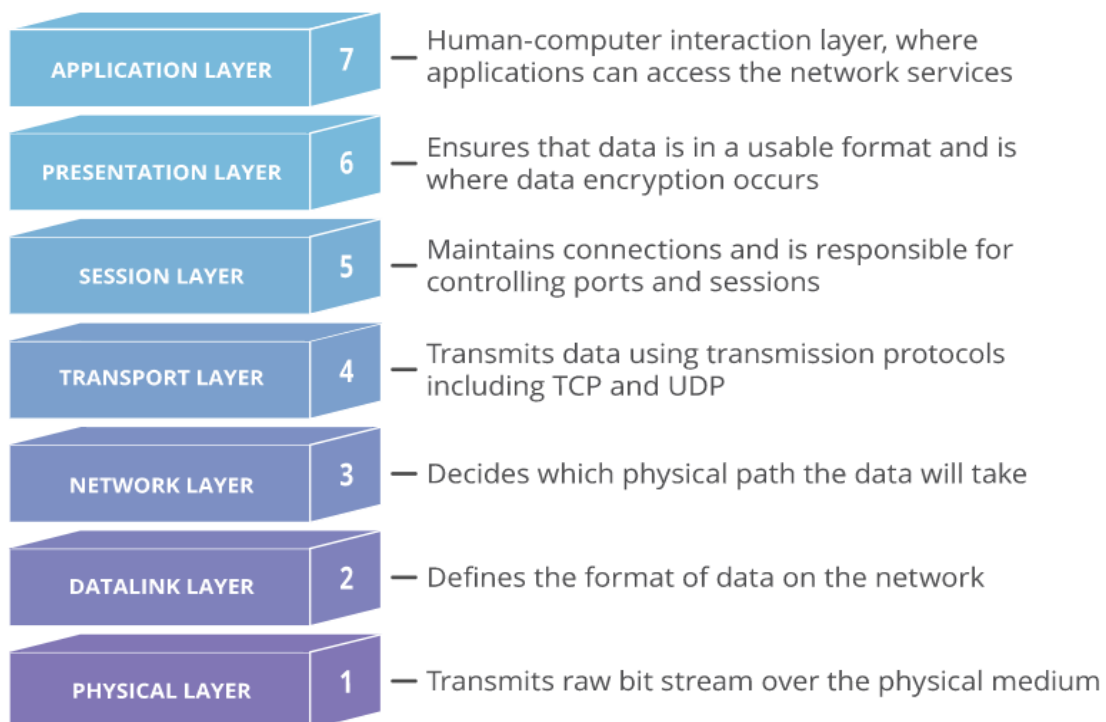 APPLICATION LAYER 7
Human-computer interaction layer, where
applications can access the network services
PRESENTATION LAYER 6
Ensures that data is in a usable format and is
where data encryption occurs
SESSION LAYER 5
Maintains connections and is responsible for
controlling ports and sessions
TRANSPORT LAYER 4
Transmits data using transmission protocols
including TCP and UDP
NETWORK LAYER 3
Decides which physical path the data will take
DATALINK LAYER 2
Defines the format of data on the network
PHYSICAL LAYER 1
Transmits raw bit stream over the physical medium